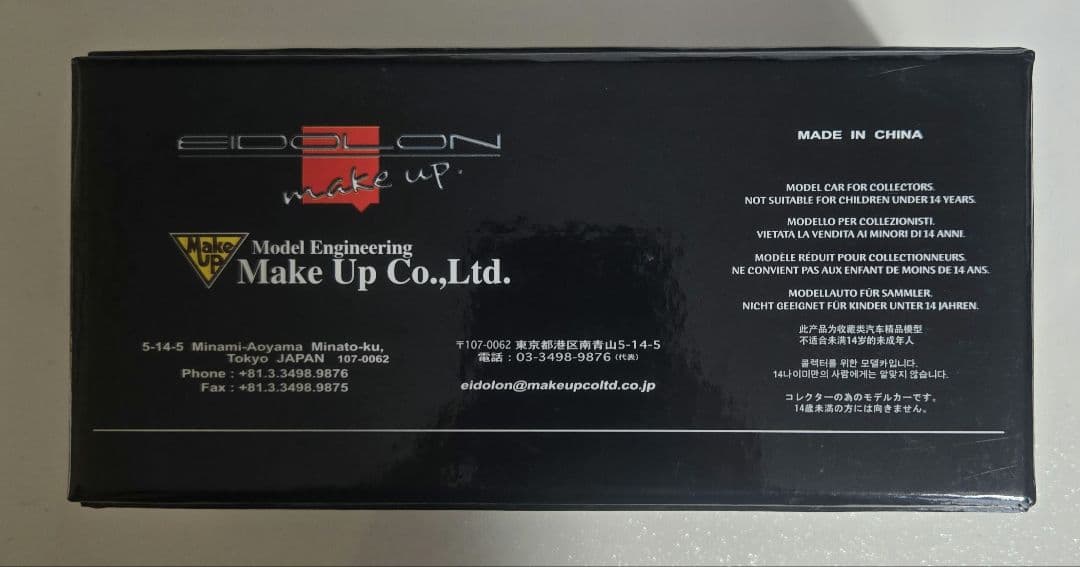 EIDOLON
make up.
Make Up
Model Engineering
Make Up Co.,Ltd.
5-14-5 Minami-Aoyama Minato-ku,
Tokyo JAPAN 107-0062
Phone : +81.3.3498.9876
Fax : +81.3.3498.9875
〒107-0062 東京都港区南青山5-14-5
電話 : 03-3498-9876 (代表)
eidolon@makeupcoltd.co.jp
MADE IN CHINA
MODEL CAR FOR COLLECTORS.
NOT SUITABLE FOR CHILDREN UNDER 14 YEARS.
MODELLO PER COLLEZIONISTI.
VIETATA LA VENDITA AI MINORI DI 14 ANNI.
MODÈLE RÉDUIT POUR COLLECTIONNEURS.
NE CONVIENT PAS AUX ENFANT DE MOINS DE 14 ANS.
MODELLAUTO FÜR SAMMLER.
NICHT GEEIGNET FÜR KINDER UNTER 14 JAHREN.
此产品为收藏类汽车精品模型
不适合未满14岁的未成年人
콜렉터를 위한 모델카입니다.
14나이미만의 사람에게는 알맞지 않습니다.
コレクターの為のモデルカーです。
14歳未満の方には向きません。